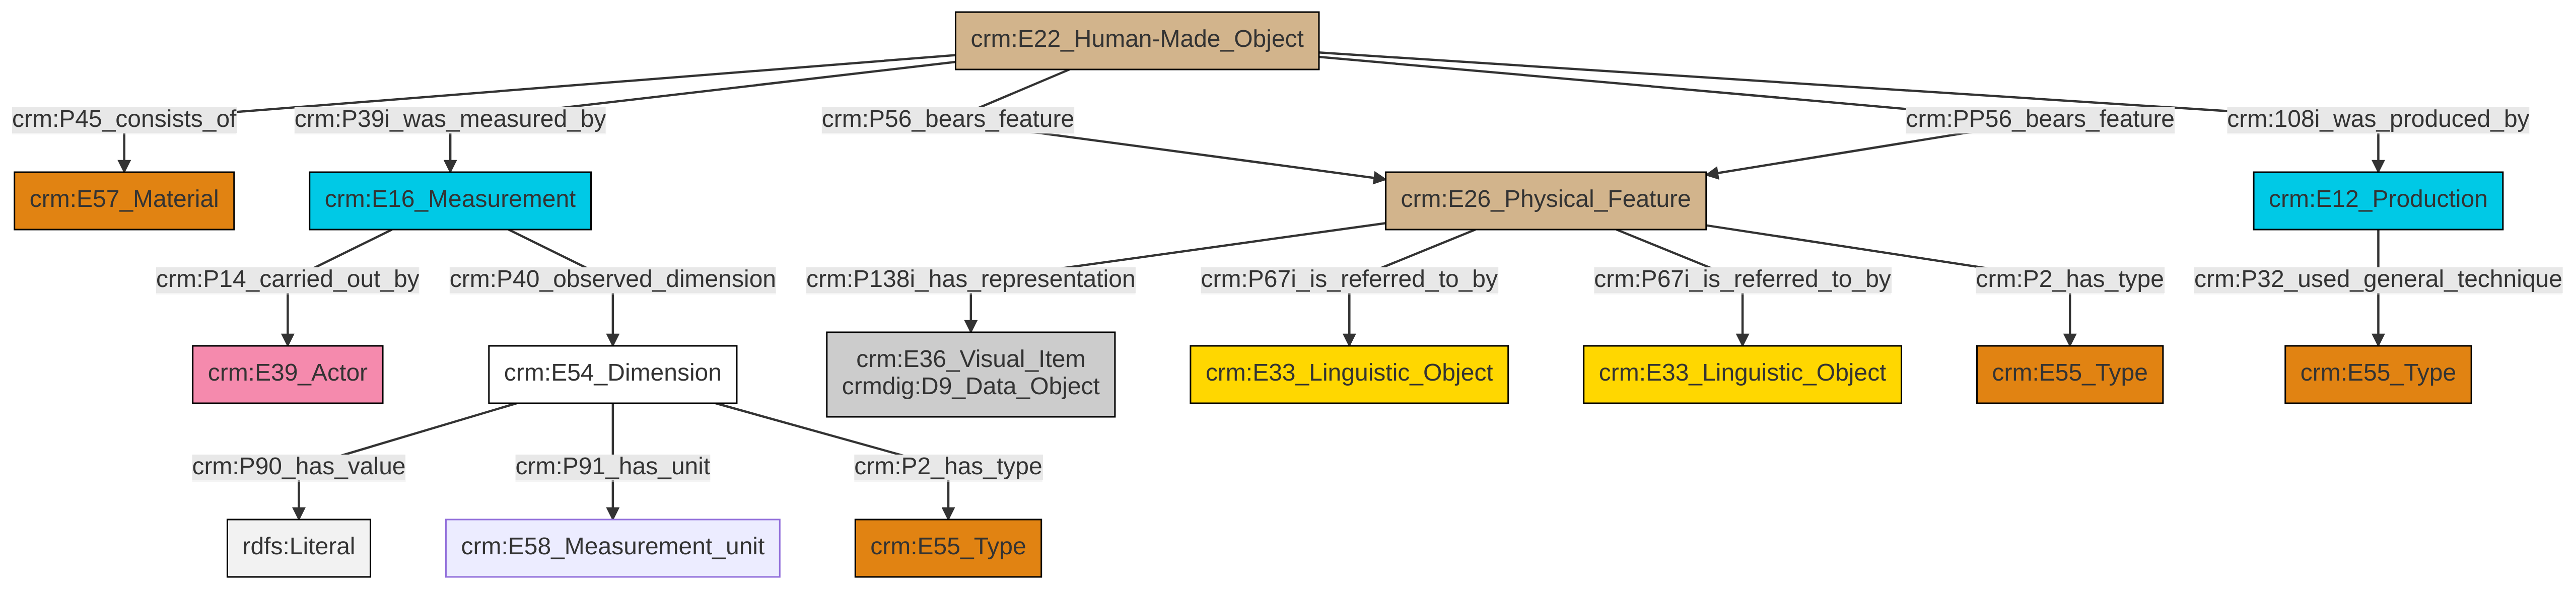 crm:E22_Human-Made_Object
crm:P45_consists_of
crm:P39i_was_measured_by
crm:P56_bears_feature
crm:PP56_bears_feature
crm:108i_was_produced_by
crm:E57_Material
crm:E16_Measurement
crm:E26_Physical_Feature
crm:E12_Production
crm:P14_carried_out_by
crm:P40_observed_dimension
crm:P138i_has_representation
crm:P67i_is_referred_to_by
crm:P67i_is_referred_to_by
crm:P2_has_type
crm:P32_used_general_technique
crm:E39_Actor
crm:E54_Dimension
crm:E36_Visual_Item
crmdig:D9_Data_Object
crm:E33_Linguistic_Object
crm:E33_Linguistic_Object
crm:E55_Type
crm:E55_Type
crm:P90_has_value
crm:P91_has_unit
crm:P2_has_type
rdfs:Literal
crm:E58_Measurement_unit
crm:E55_Type